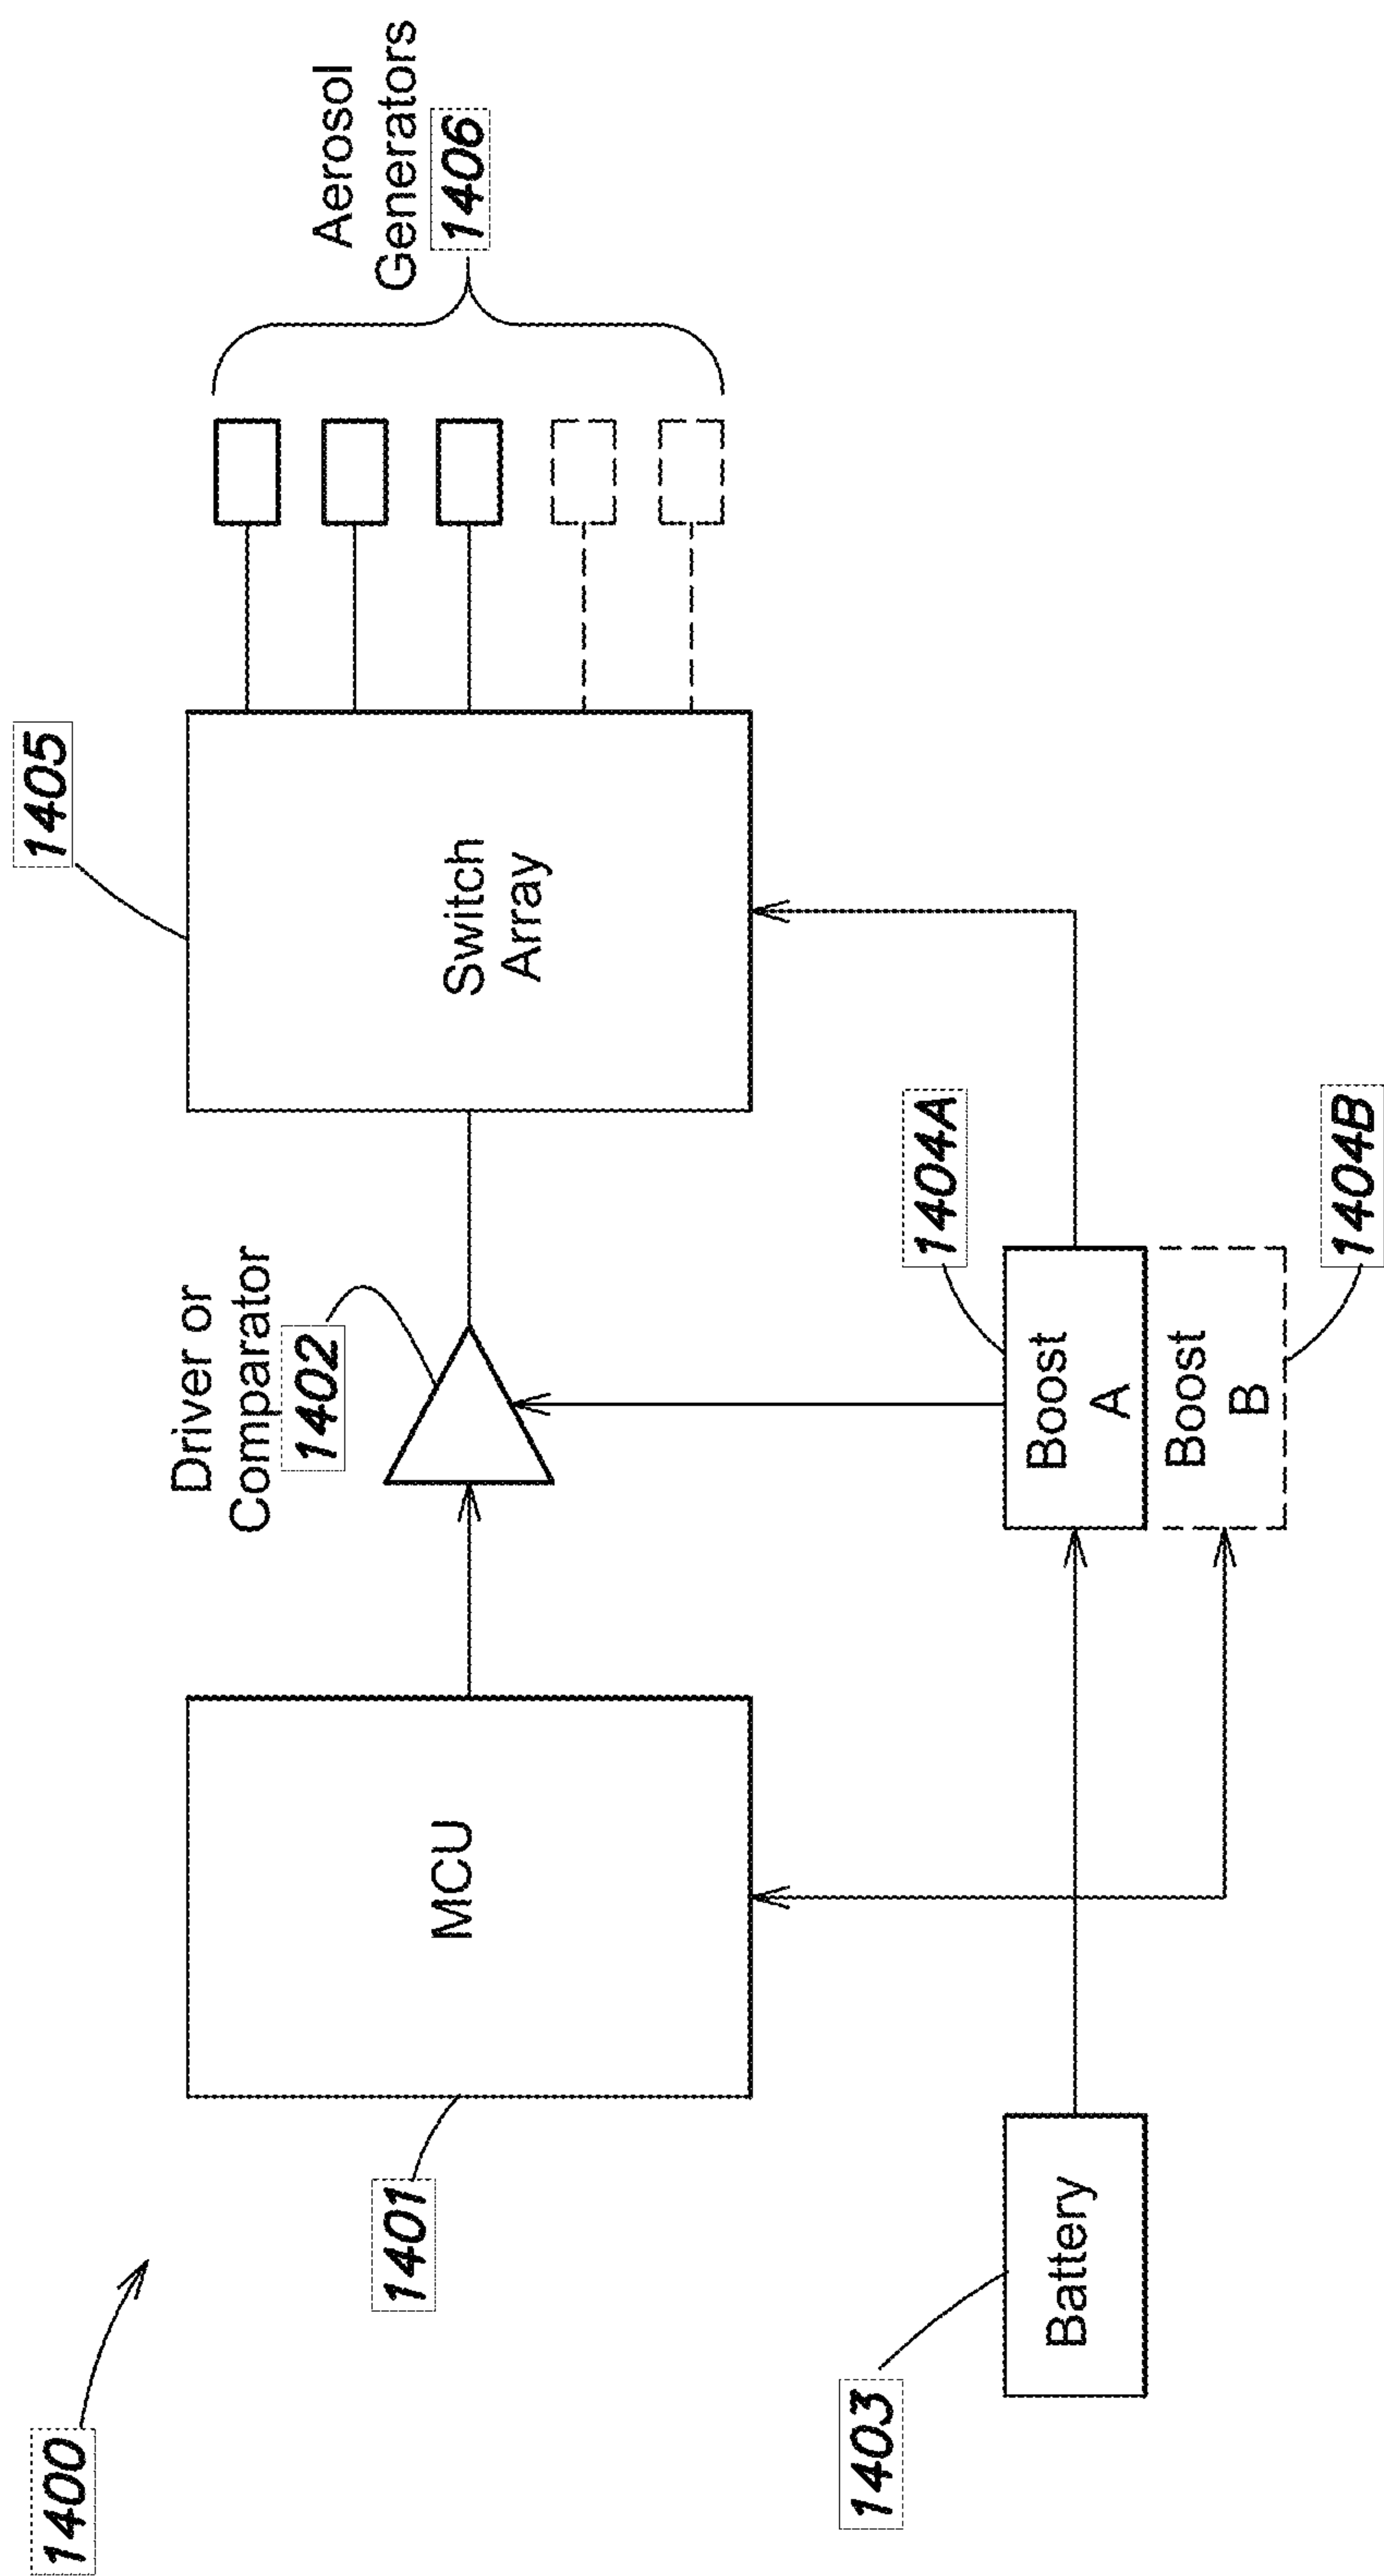 1400
1401
MCU
Driver or
Comparator
1402
1405
Switch
Array
Aerosol
Generators
1406
1403
Battery
1404A
Boost
A
Boost
B
1404B